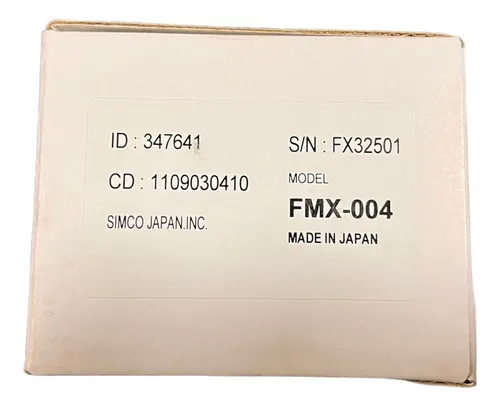 ID : 347641
S/N : FX32501
CD : 1109030410
MODEL
SIMCO JAPAN.INC.
FMX-004
MADE IN JAPAN